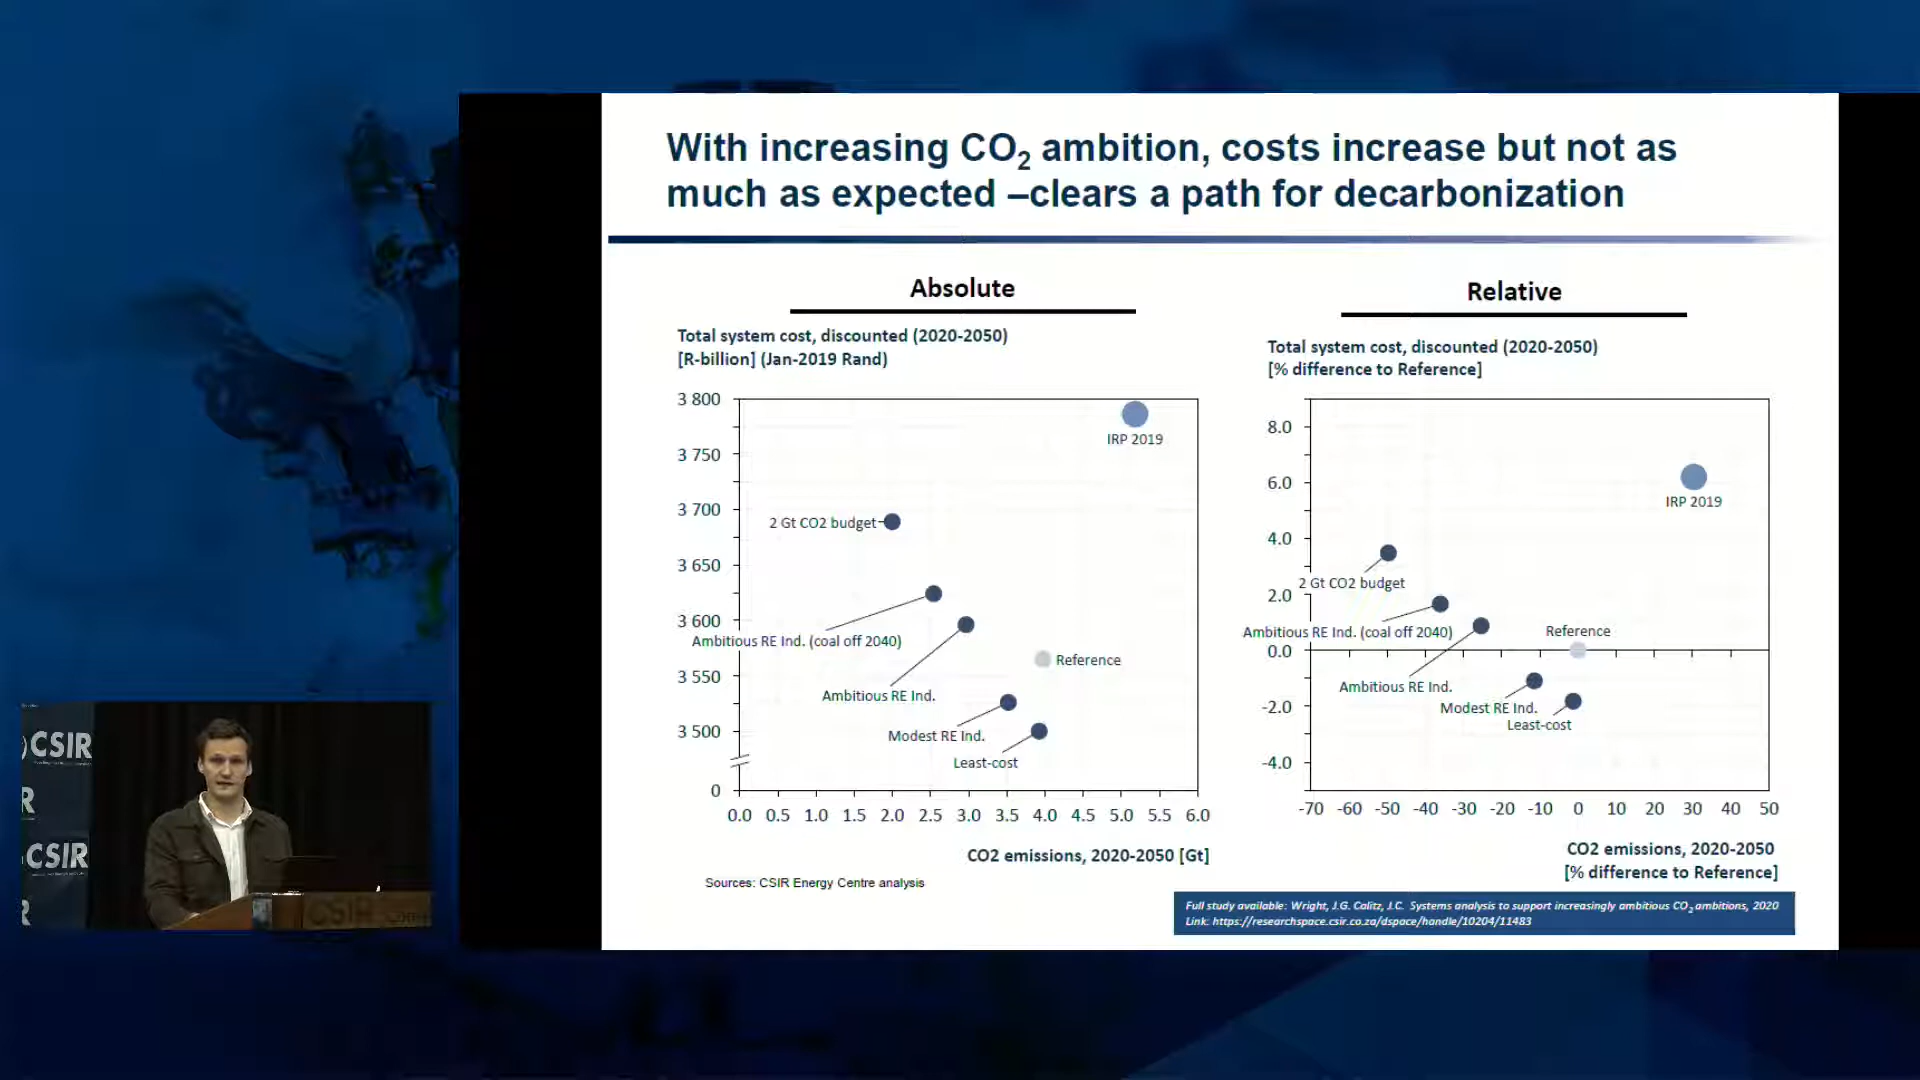 With increasing CO2 ambition, costs increase but not as
much as expected –clears a path for decarbonization
Absolute
Total system cost, discounted (2020-2050)
[R-billion] (Jan-2019 Rand)
3 800
3 750
3 700
3 650
3 600
3 550
3 500
0
IRP 2019
2 Gt CO2 budget
Ambitious RE Ind. (coal off 2040)
Reference
Ambitious RE Ind.
Modest RE Ind.
Least-cost
0.0 0.5 1.0 1.5 2.0 2.5 3.0 3.5 4.0 4.5 5.0 5.5 6.0
CO2 emissions, 2020-2050 [Gt]
Sources: CSIR Energy Centre analysis
Relative
Total system cost, discounted (2020-2050)
[% difference to Reference]
8.0
6.0
4.0
2.0
0.0
-2.0
-4.0
IRP 2019
2 Gt CO2 budget
Ambitious RE Ind. (coal off 2040)
Reference
Ambitious RE Ind.
Modest RE Ind.
Least-cost
-70 -60 -50 -40 -30 -20 -10 0 10 20 30 40 50
CO2 emissions, 2020-2050
[% difference to Reference]
Full study available: Wright, J.G. Calitz, J.C. Systems analysis to support increasingly ambitious CO2 ambitions, 2020
Link: https://researchspace.csir.co.za/dspace/handle/10204/11483
CSIR
R
CSIR
R
CSIR